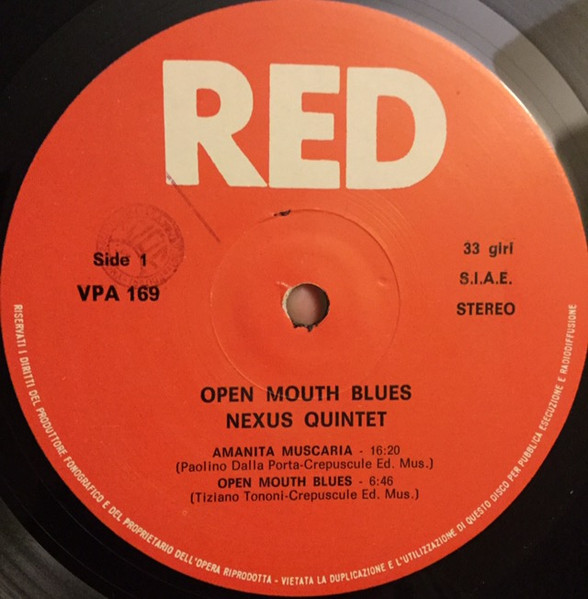 RED
Side 1
VPA 169
33 giri
S.I.A.E.
STEREO
OPEN MOUTH BLUES
NEXUS QUINTET
AMANITA MUSCARIA - 16:20
(Paolino Dalla Porta-Crepuscule Ed. Mus.)
OPEN MOUTH BLUES - 6:46
(Tiziano Tononi-Crepuscule Ed. Mus.)
RISERVATI I DIRITTI DEL PRODUTTORE FONOGRAFICO E DEL PROPRIETARIO DELL'OPERA RIPRODOTTA - VIETATA LA DUPLICAZIONE E L'UTILIZZAZIONE DI QUESTO DISCO PER PUBBLICA ESECUZIONE E RADIODIFFUSIONE